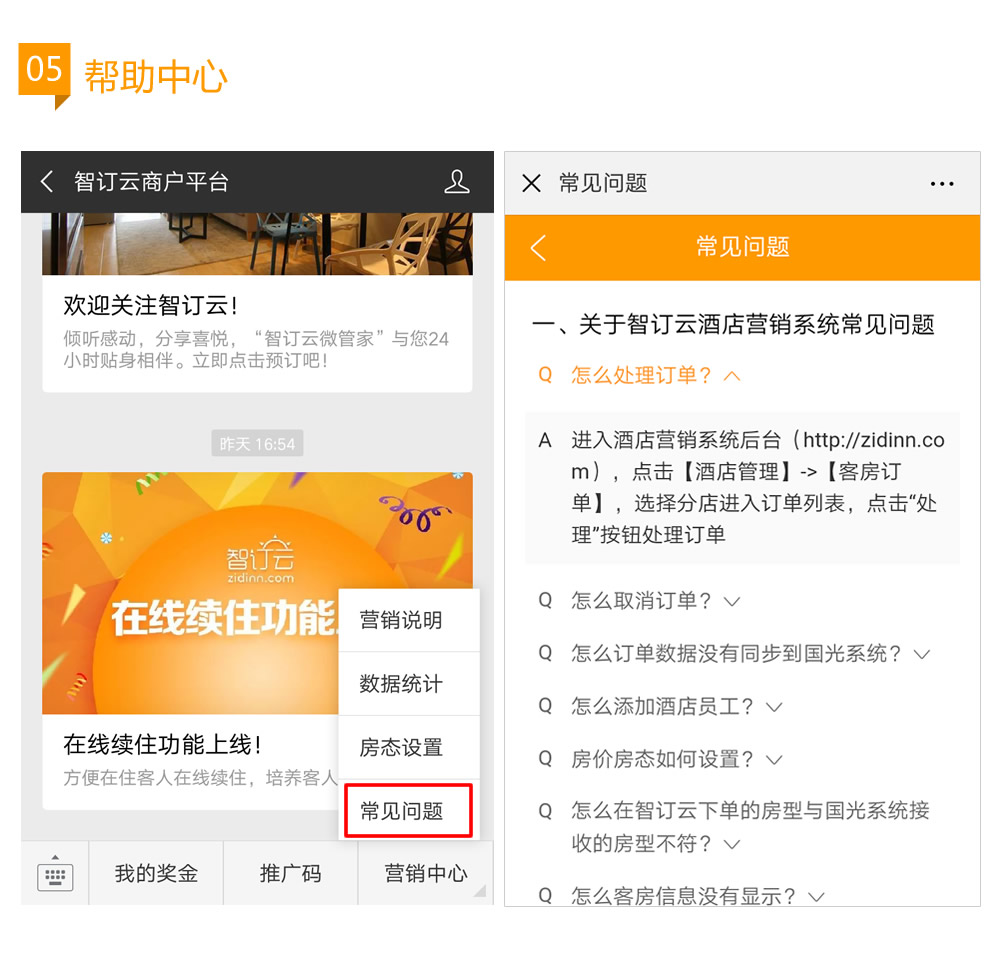 05
帮助中心
智订云商户平台
欢迎关注智订云！
倾听感动，分享喜悦，“智订云微管家”与您24
小时贴身相伴。立即点击预订吧！
昨天 16:54
智订云
zidinn.com
在线续住功能
在线续住功能上线！
方便在住客人在线续住，培养客人
营销说明
数据统计
房态设置
常见问题
我的奖金
推广码
营销中心
常见问题
常见问题
一、关于智订云酒店营销系统常见问题
Q 怎么处理订单？
A 进入酒店营销系统后台（http://zidinn.co
m），点击【酒店管理】->【客房订
单】，选择分店进入订单列表，点击“处
理”按钮处理订单
Q 怎么取消订单？
Q 怎么订单数据没有同步到国光系统？
Q 怎么添加酒店员工？
Q 房价房态如何设置？
Q 怎么在智订云下单的房型与国光系统接
收的房型不符？
Q 怎么客房信息没有显示？